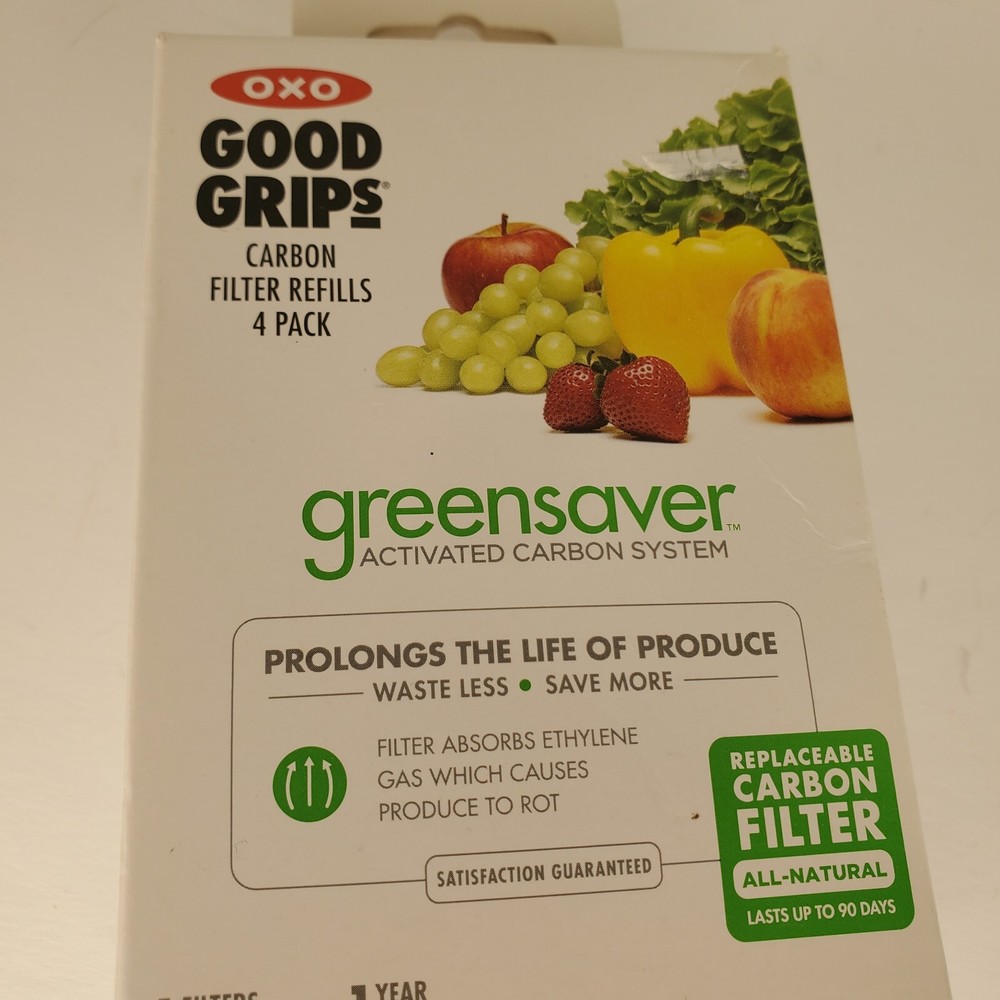 OXO
GOOD
GRIPS®
CARBON
FILTER REFILLS
4 PACK
greensaver™
ACTIVATED CARBON SYSTEM
PROLONGS THE LIFE OF PRODUCE
WASTE LESS • SAVE MORE
FILTER ABSORBS ETHYLENE
GAS WHICH CAUSES
PRODUCE TO ROT
SATISFACTION GUARANTEED
REPLACEABLE
CARBON
FILTER
ALL-NATURAL
LASTS UP TO 90 DAYS
FILTERS
1 YEAR